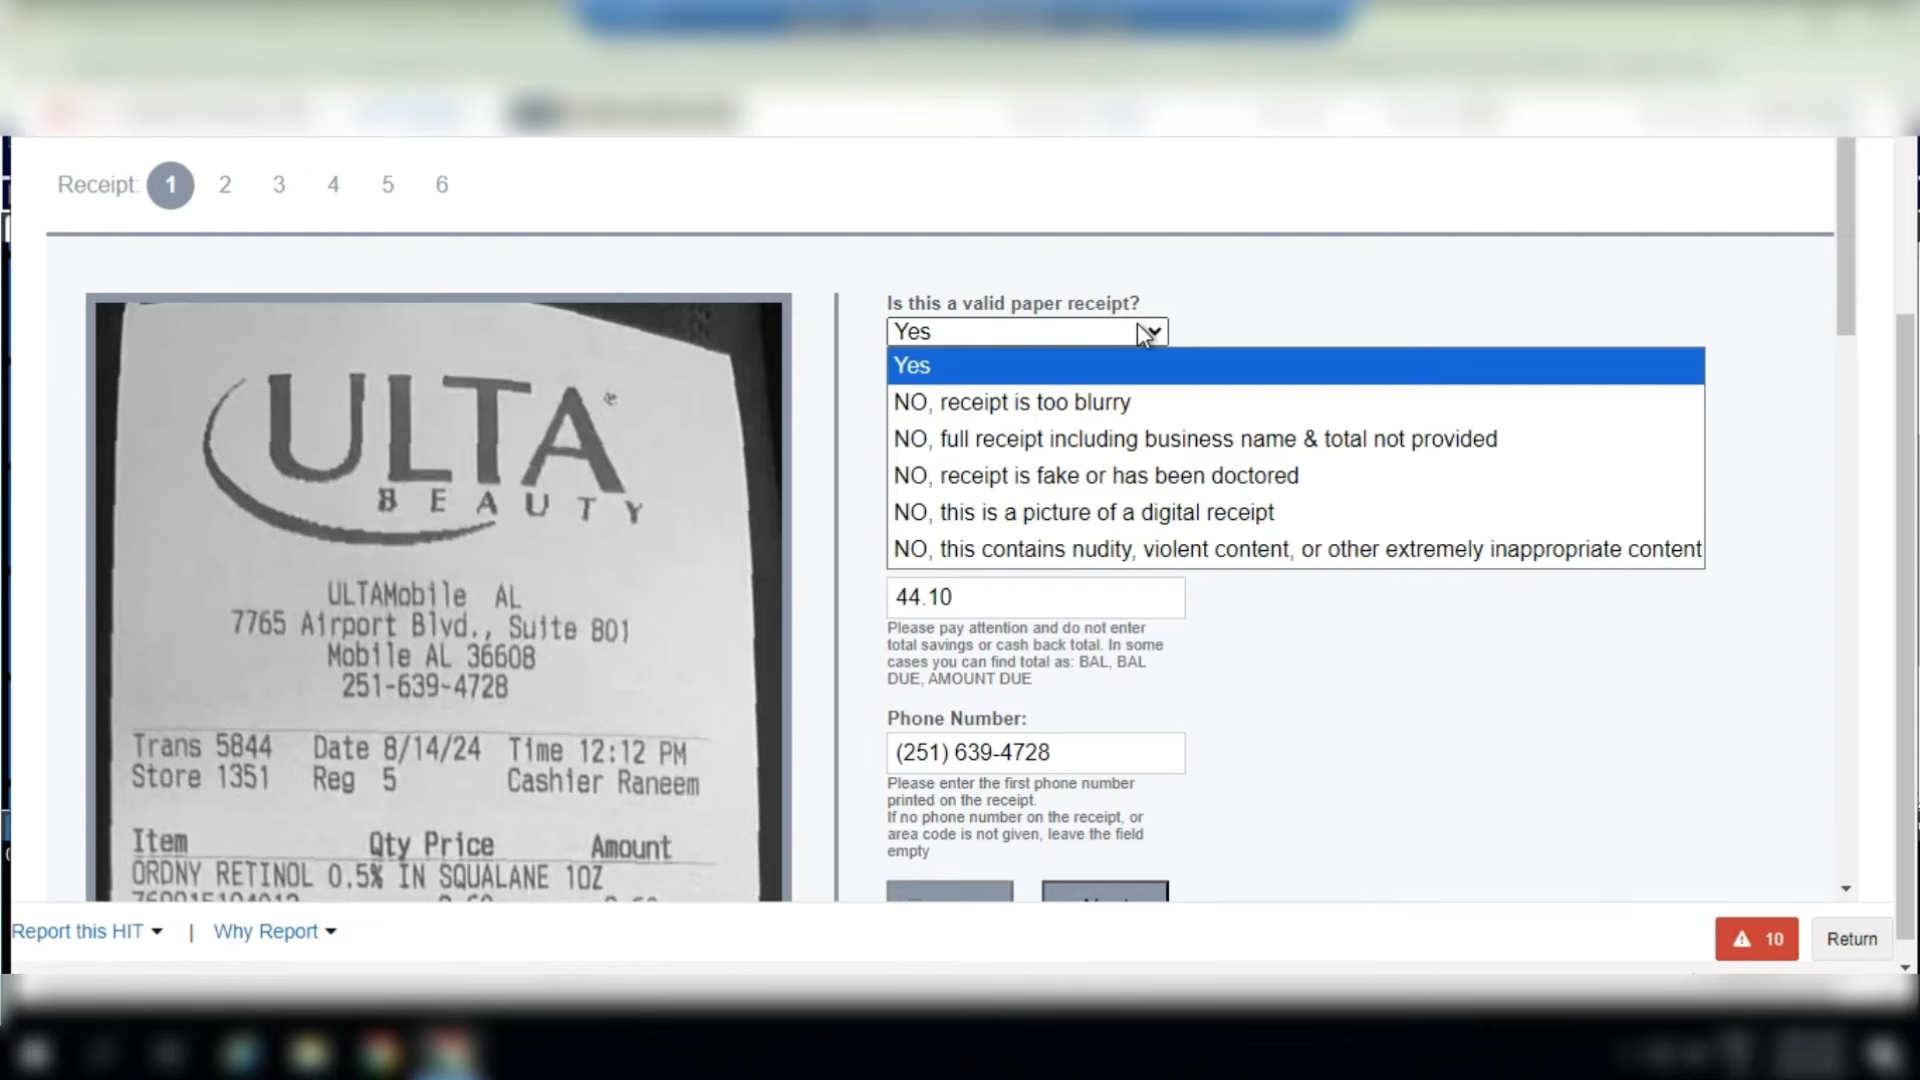 Receipt: 1 2 3 4 5 6
ULTA
BEAUTY
ULTAMobile AL
7765 Airport Blvd., Suite 801
Mobile AL 36608
251-639-4728
Trans 5844 Date 8/14/24 Time 12:12 PM
Store 1351 Reg 5 Cashier Raneem
Item Qty Price Amount
ORDNY RETINOL 0.5% IN SQUALANE 1OZ
Is this a valid paper receipt?
Yes
Yes
NO, receipt is too blurry
NO, full receipt including business name & total not provided
NO, receipt is fake or has been doctored
NO, this is a picture of a digital receipt
NO, this contains nudity, violent content, or other extremely inappropriate content
44.10
Please pay attention and do not enter
total savings or cash back total. In some
cases you can find total as: BAL, BAL
DUE, AMOUNT DUE
Phone Number:
(251) 639-4728
Please enter the first phone number
printed on the receipt.
If no phone number on the receipt, or
area code is not given, leave the field
empty
Report this HIT | Why Report
10
Return